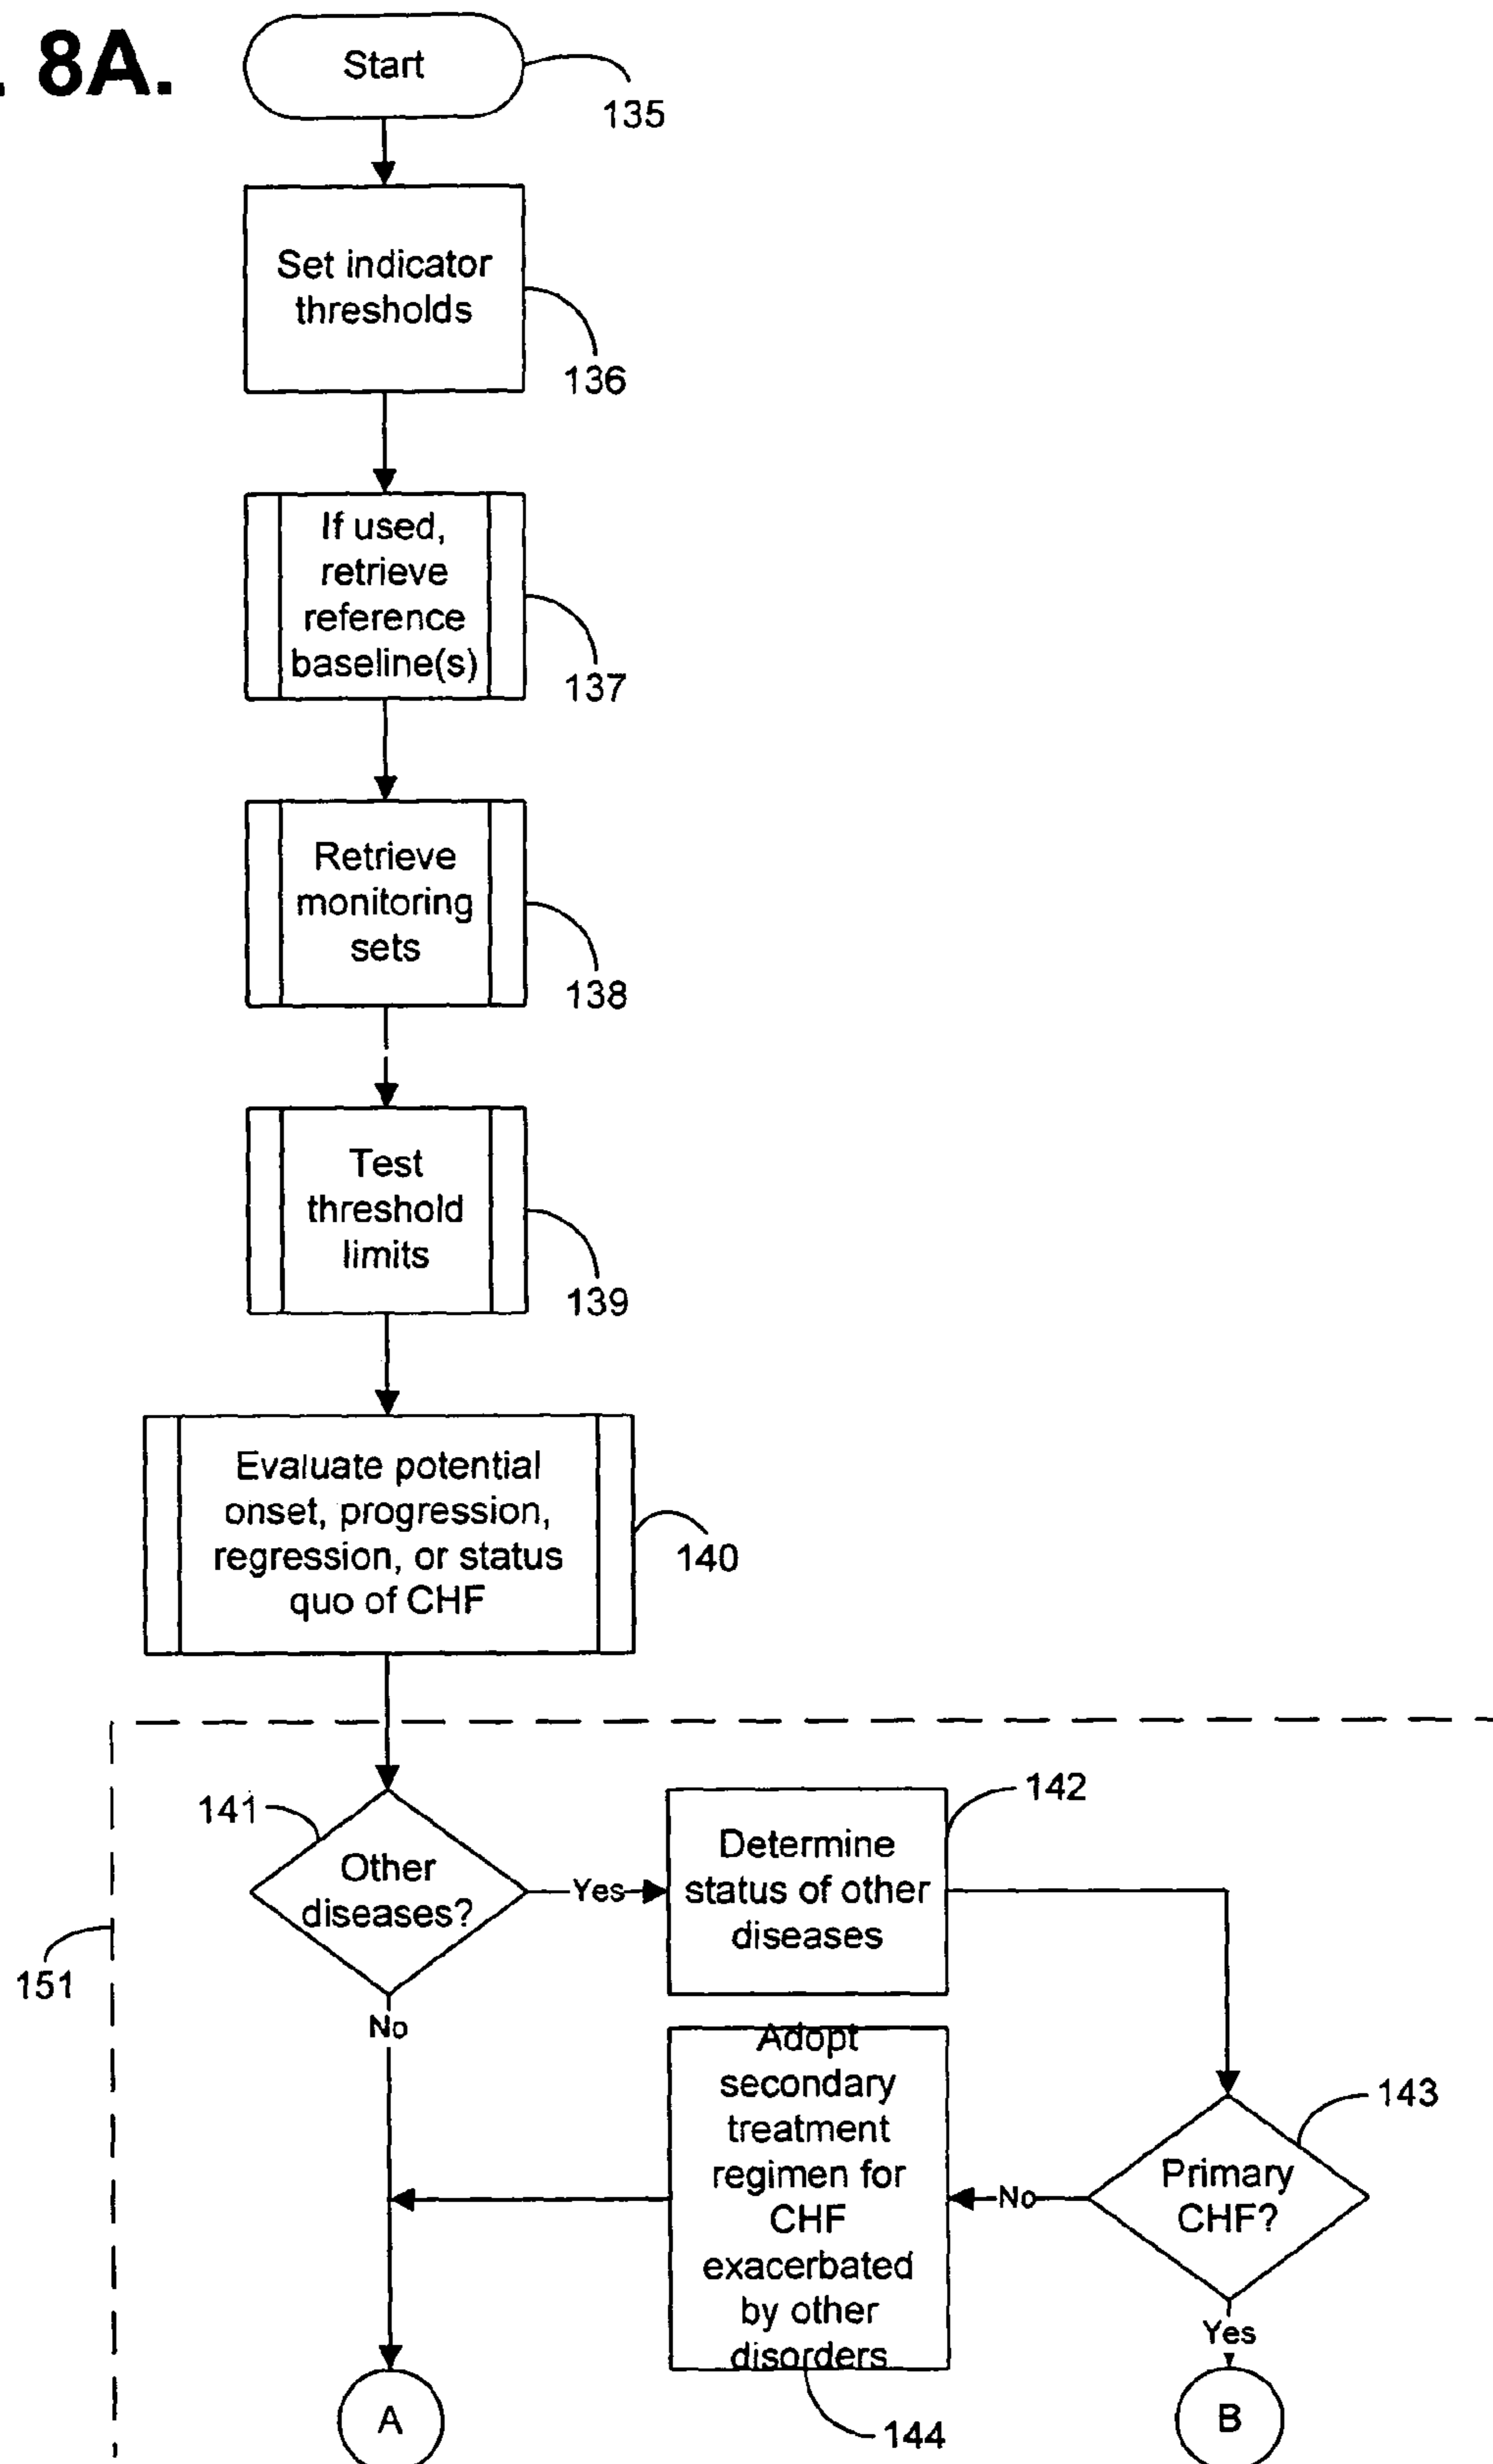 . 8A.
Start
135
Set indicator
thresholds
136
If used,
retrieve
reference
baseline(s)
137
Retrieve
monitoring
sets
138
Test
threshold
limits
139
Evaluate potential
onset, progression,
regression, or status
quo of CHF
140
141
Other
diseases?
Yes
142
Determine
status of other
diseases
151
No
Adopt
secondary
treatment
regimen for
CHF
exacerbated
by other
disorders
144
No
143
Primary
CHF?
Yes
A
B